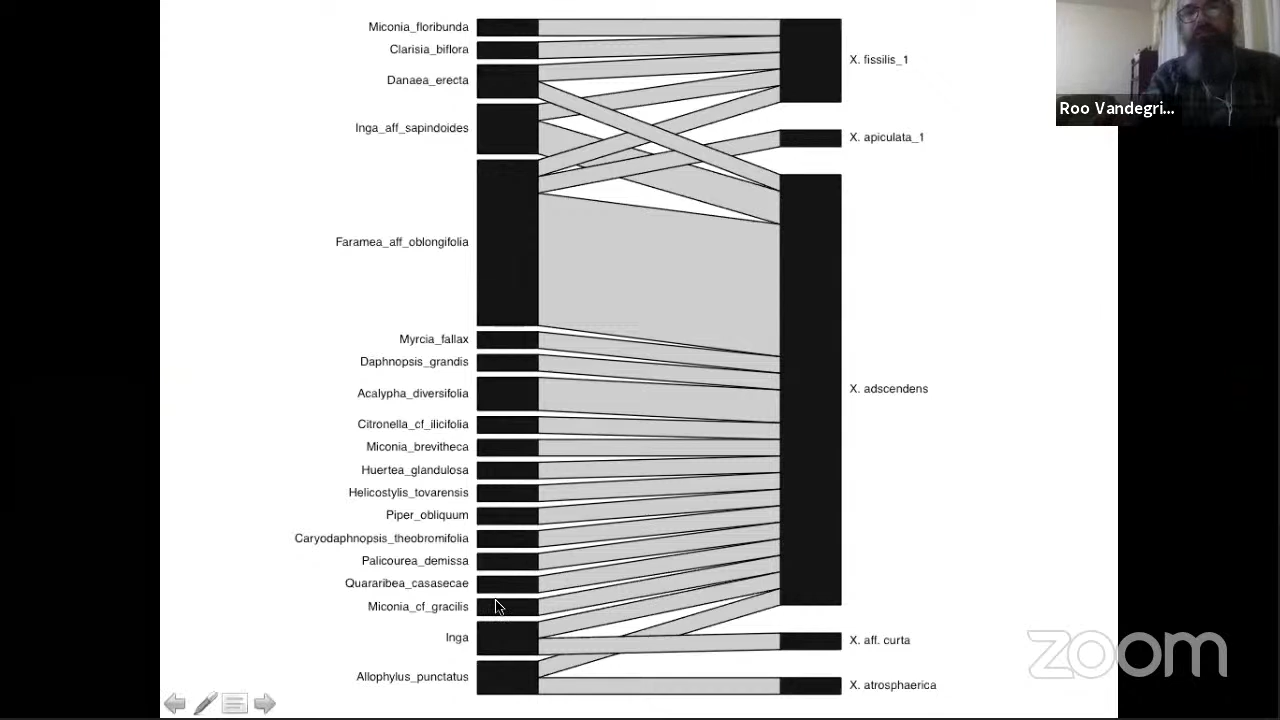 Miconia_floribunda
Clarisia_biflora
Danaea_erecta
Inga_aff_sapindoides
Faramea_aff_oblongifolia
Myrcia_fallax
Daphnopsis_grandis
Acalypha_diversifolia
Citronella_cf_ilicifolia
Miconia_brevitheca
Huertea_glandulosa
Helicostylis_tovarensis
Piper_obliquum
Caryodaphnopsis_theobromifolia
Palicourea_demissa
Quararibea_casasecae
Miconia_cf_gracilis
Inga
Allophylus_punctatus
X. fissilis_1
X. apiculata_1
X. adscendens
X. aff. curta
X. atrosphaerica
Roo Vandegri...
zoom